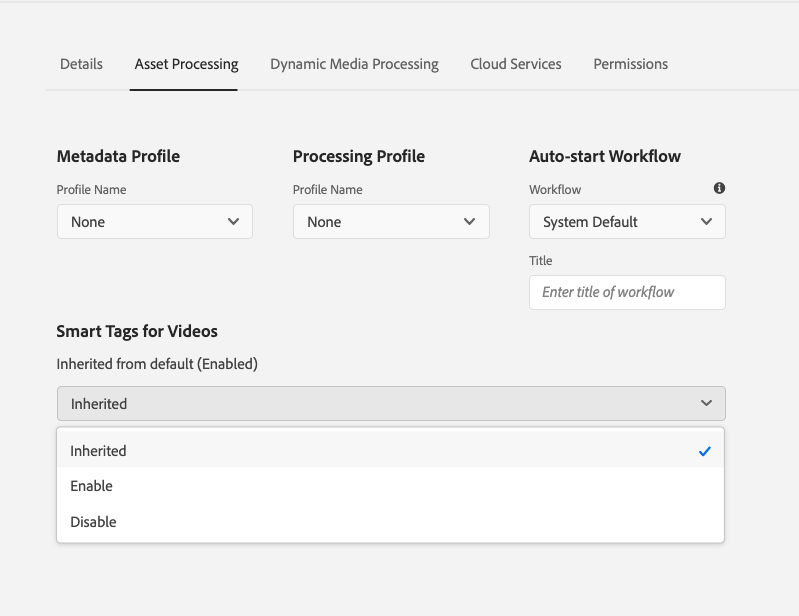 Details Asset Processing Dynamic Media Processing Cloud Services Permissions
Metadata Profile
Profile Name
None
Processing Profile
Profile Name
None
Auto-start Workflow
Workflow
System Default
Title
Enter title of workflow
Smart Tags for Videos
Inherited from default (Enabled)
Inherited
Inherited
Enable
Disable